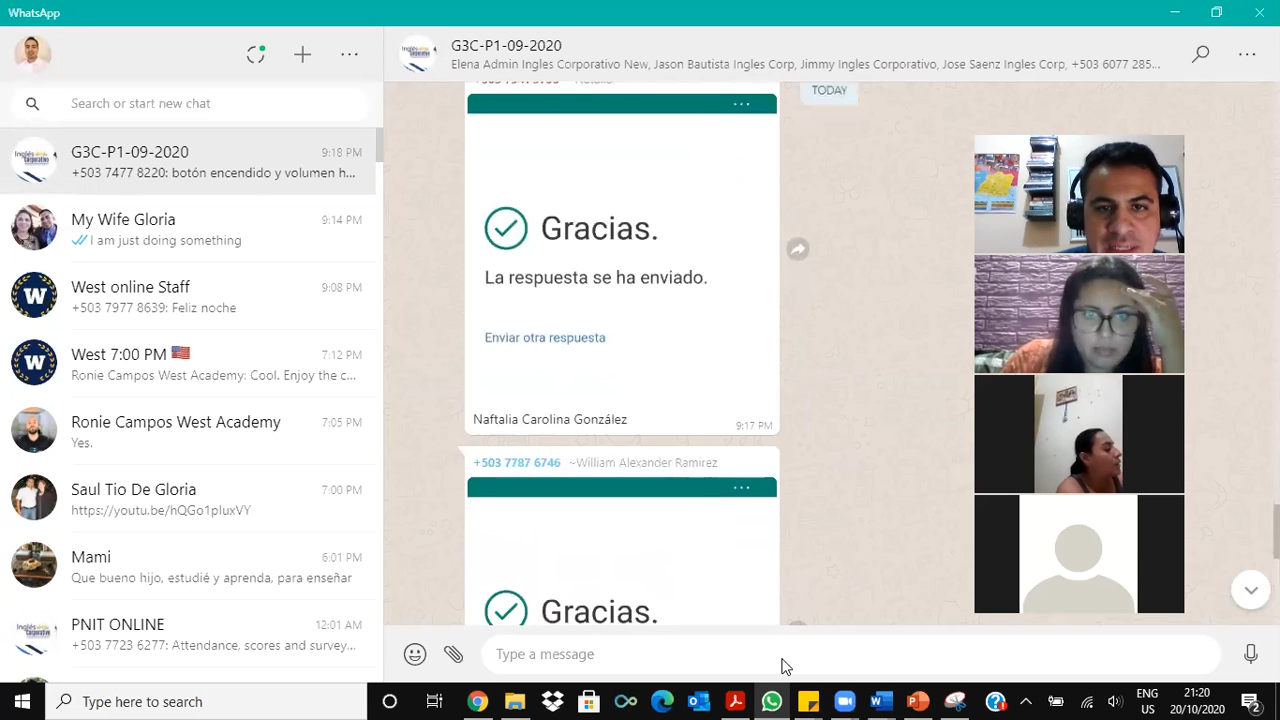 WhatsApp
Search or start new chat
G3C-P1-09-2020
9:18 PM
+503 7477 8220: botón encendido y volumen h...
My Wife Gloria
9:14 PM
I am just doing something
West online Staff
9:08 PM
+503 7977 8639: Feliz noche
West 7:00 PM
7:12 PM
Ronie Campos West Academy: Cool. Enjoy the c...
Ronie Campos West Academy
7:05 PM
Yes.
Saul Tio De Gloria
7:00 PM
https://youtu.be/hQGo1pIuxVY
Mami
6:01 PM
Que bueno hijo, estudié y aprenda, para enseñar
PNIT ONLINE
12:01 AM
+503 7723 6277: Attendance, scores and survey...
G3C-P1-09-2020
Elena Admin Ingles Corporativo New, Jason Bautista Ingles Corp, Jimmy Ingles Corporativo, Jose Saenz Ingles Corp, +503 6077 285...
TODAY
Gracias.
La respuesta se ha enviado.
Enviar otra respuesta
Naftalia Carolina González
9:17 PM
+503 7787 6746 ~William Alexander Ramirez
Gracias.
Type a message
Type here to search
ENG
UK
21:20
20/10/2020
2